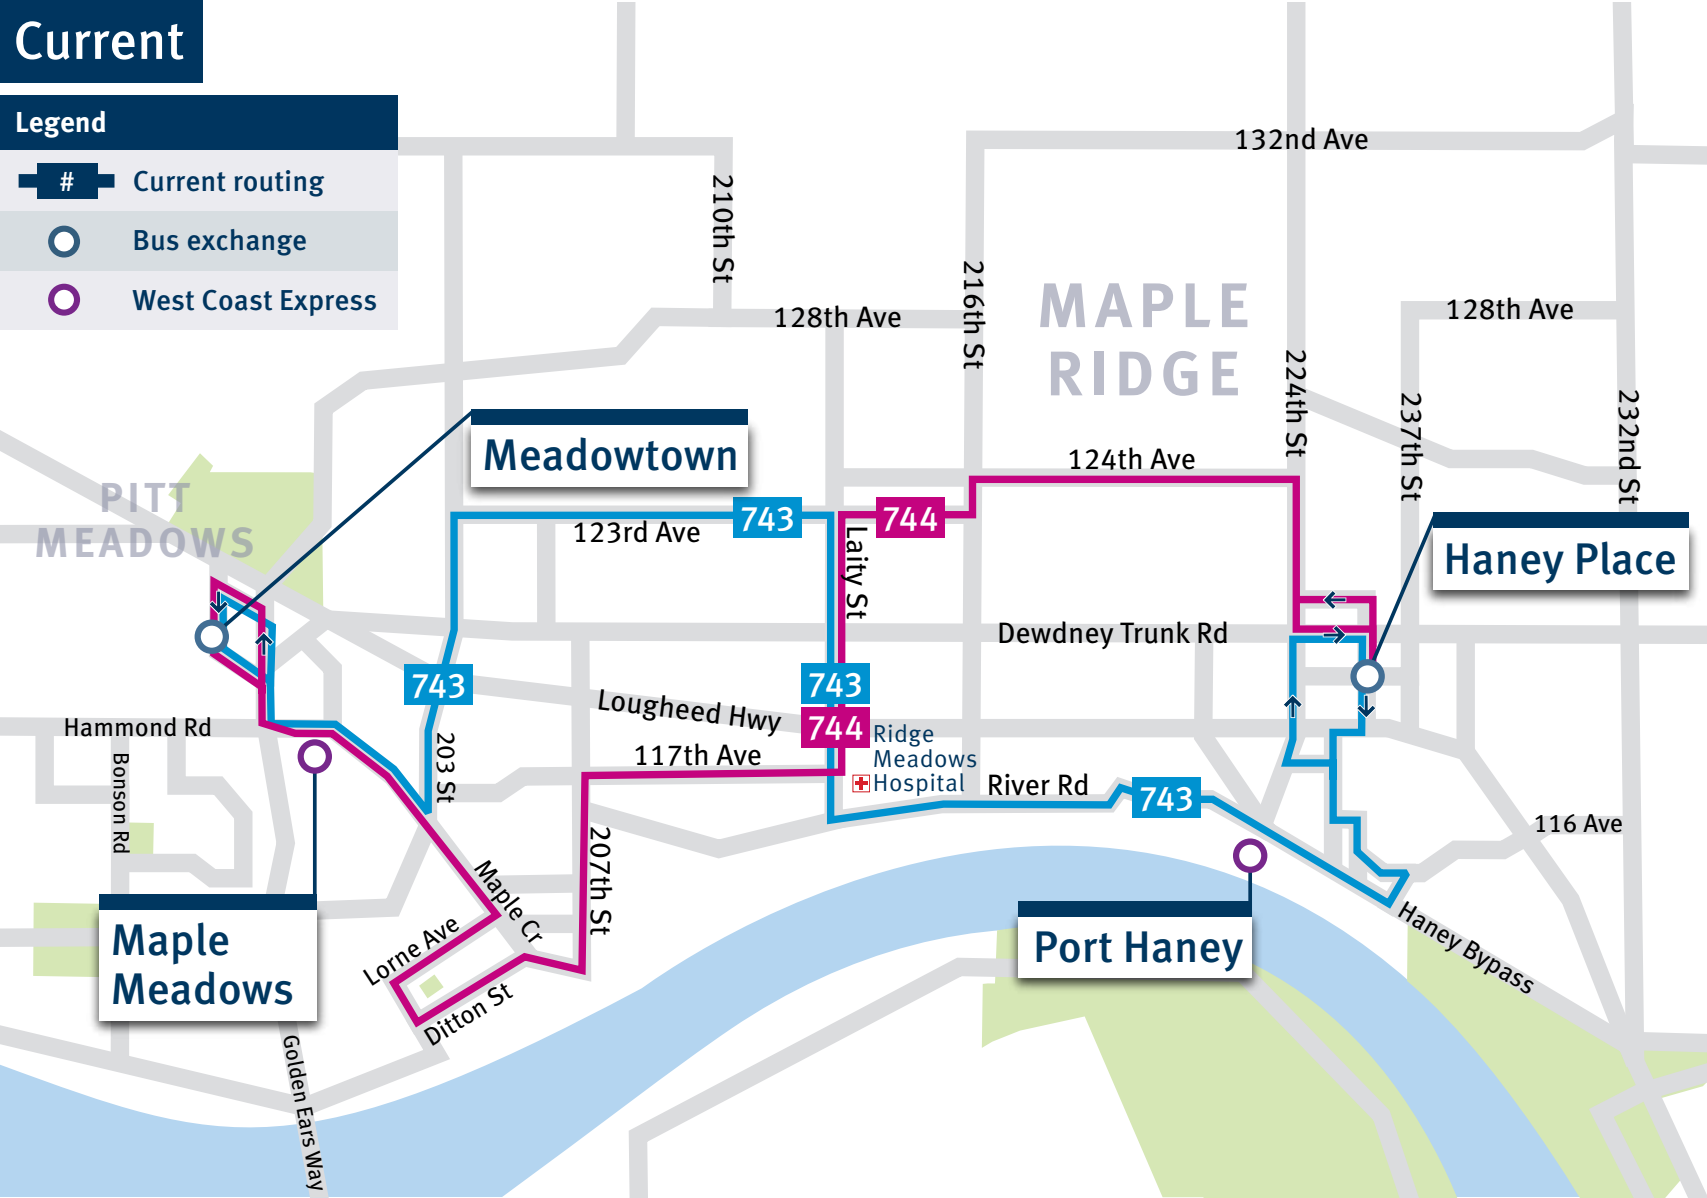 Current
Legend
# Current routing
Bus exchange
West Coast Express
132nd Ave
210th St
128th Ave
216th St
MAPLE
RIDGE
128th Ave
224th St
237th St
232nd St
Meadowtown
124th Ave
PITT
MEADOWS
743
744
123rd Ave
Laity St
Haney Place
Dewdney Trunk Rd
743
743
Lougheed Hwy
744
Hammond Rd
Ridge
Meadows
Hospital
117th Ave
203 St
Bonson Rd
River Rd
743
116 Ave
207th St
Maple Cr
Lorne Ave
Maple
Meadows
Port Haney
Haney Bypass
Ditton St
Golden Ears Way